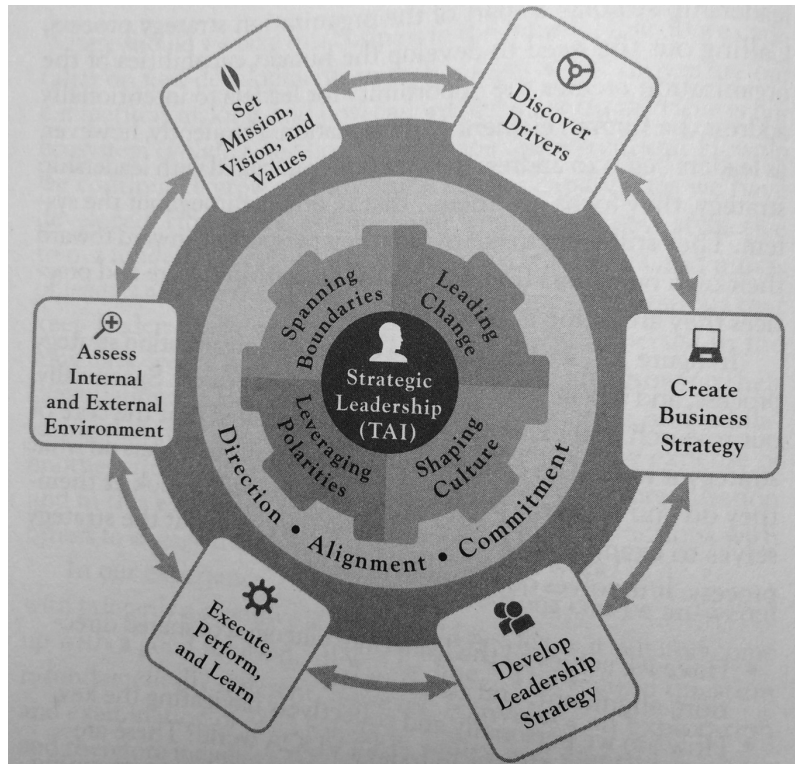 Set
Mission,
Vision, and
Values
Discover
Drivers
Assess
Internal
and External
Environment
Spanning
Boundaries
Leading
Change
Strategic
Leadership
(TAI)
Leveraging
Polarities
Shaping
Culture
Create
Business
Strategy
Direction • Alignment • Commitment
Execute,
Perform,
and Learn
Develop
Leadership
Strategy